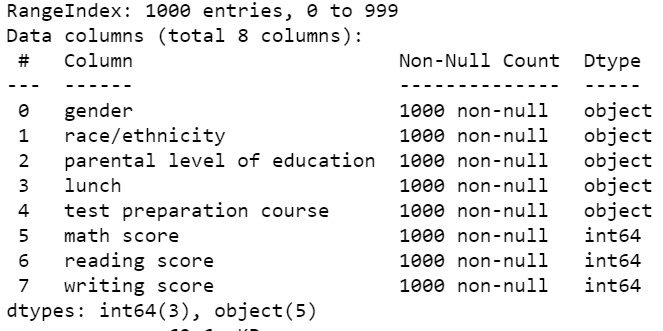 RangeIndex: 1000 entries, 0 to 999
Data columns (total 8 columns):
 #   Column                       Non-Null Count  Dtype
---  ------                       --------------  -----
 0   gender                       1000 non-null   object
 1   race/ethnicity               1000 non-null   object
 2   parental level of education  1000 non-null   object
 3   lunch                        1000 non-null   object
 4   test preparation course      1000 non-null   object
 5   math score                   1000 non-null   int64
 6   reading score                1000 non-null   int64
 7   writing score                1000 non-null   int64
dtypes: int64(3), object(5)